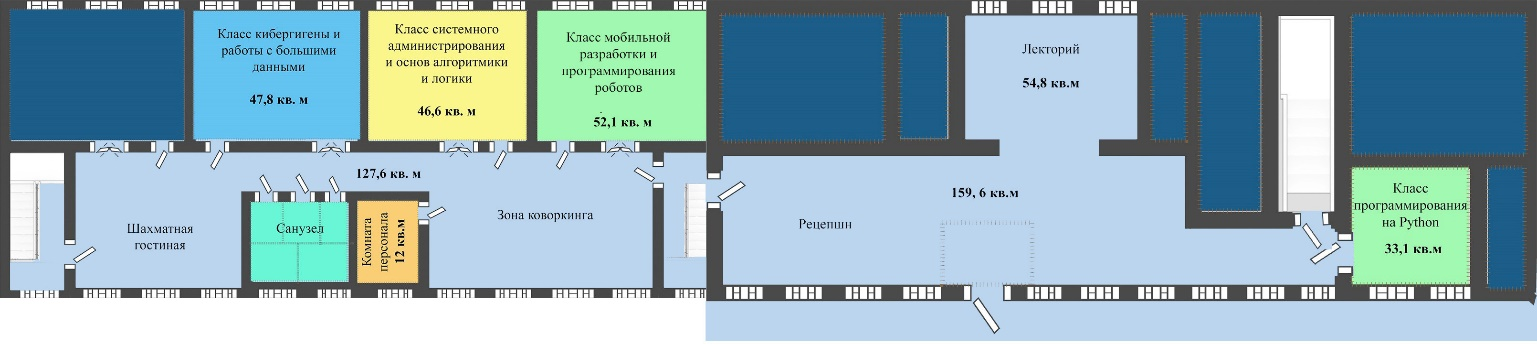 Класс кибергигены и
работы с большими
данными
47,8 кв. м
Класс системного
администрирования
и основ алгоритмики
и логики
46,6 кв. м
Класс мобильной
разработки и
программирования
роботов
52,1 кв. м
Лекторий
54,8 кв.м
127,6 кв. м
Шахматная
гостиная
Санузел
Комната
персонала
12 кв.м
Зона коворкинга
159, 6 кв.м
Рецепшн
Класс
программирования
на Python
33,1 кв.м